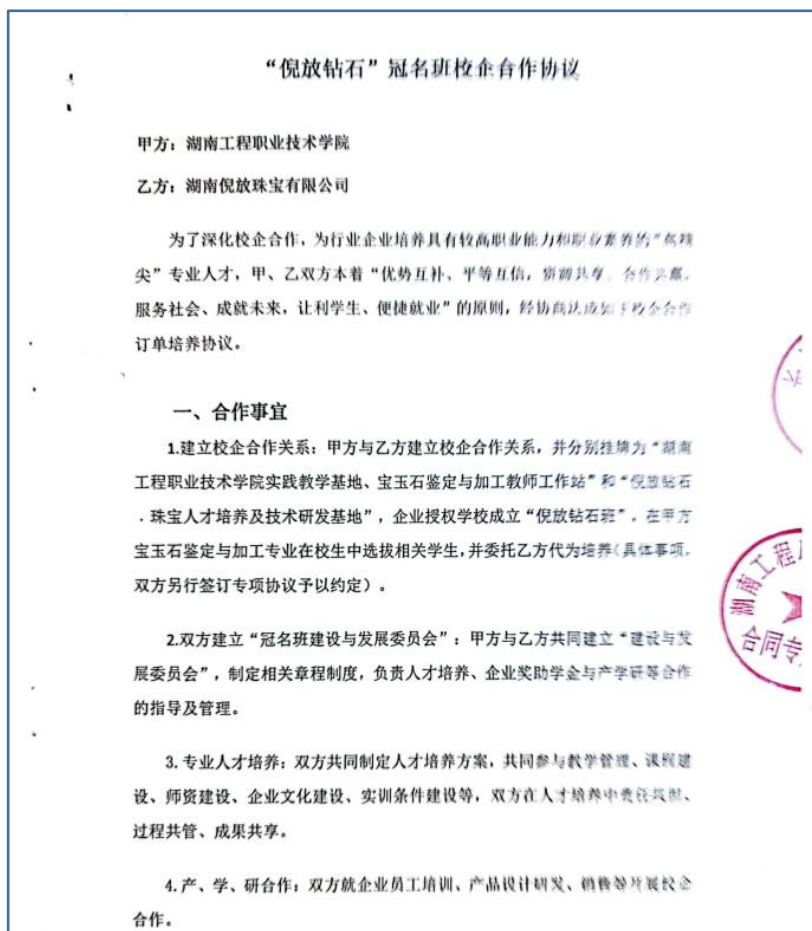 “倪放钻石”冠名班校企合作协议
甲方：湖南工程职业技术学院
乙方：湖南倪放珠宝有限公司
为了深化校企合作，为行业企业培养具有较高职业能力和职业素养的“高精
尖”专业人才，甲、乙双方本着“优势互补、平等互信，资源共享、合作共赢、
服务社会、成就未来，让利学生、便捷就业”的原则，经协商达成如下校企合作
订单培养协议。
一、合作事宜
1.建立校企合作关系：甲方与乙方建立校企合作关系，并分别挂牌为“湖南
工程职业技术学院实践教学基地、宝玉石鉴定与加工教师工作站”和“倪放钻石
．珠宝人才培养及技术研发基地”，企业授权学校成立“倪放钻石班”。在甲方
宝玉石鉴定与加工专业在校生中选拔相关学生，并委托乙方代为培养（具体事项，
双方另行签订专项协议予以约定）。
2.双方建立“冠名班建设与发展委员会”：甲方与乙方共同建立“建设与发
展委员会”，制定相关章程制度，负责人才培养、企业奖助学金与产学研等合作
的指导及管理。
3.专业人才培养：双方共同制定人才培养方案，共同参与教学管理、课程建
设、师资建设、企业文化建设、实训条件建设等，双方在人才培养中责任共担、
过程共管、成果共享。
4.产、学、研合作：双方就企业员工培训、产品设计研发、销售等开展校企
合作。
湖南工程
合同专